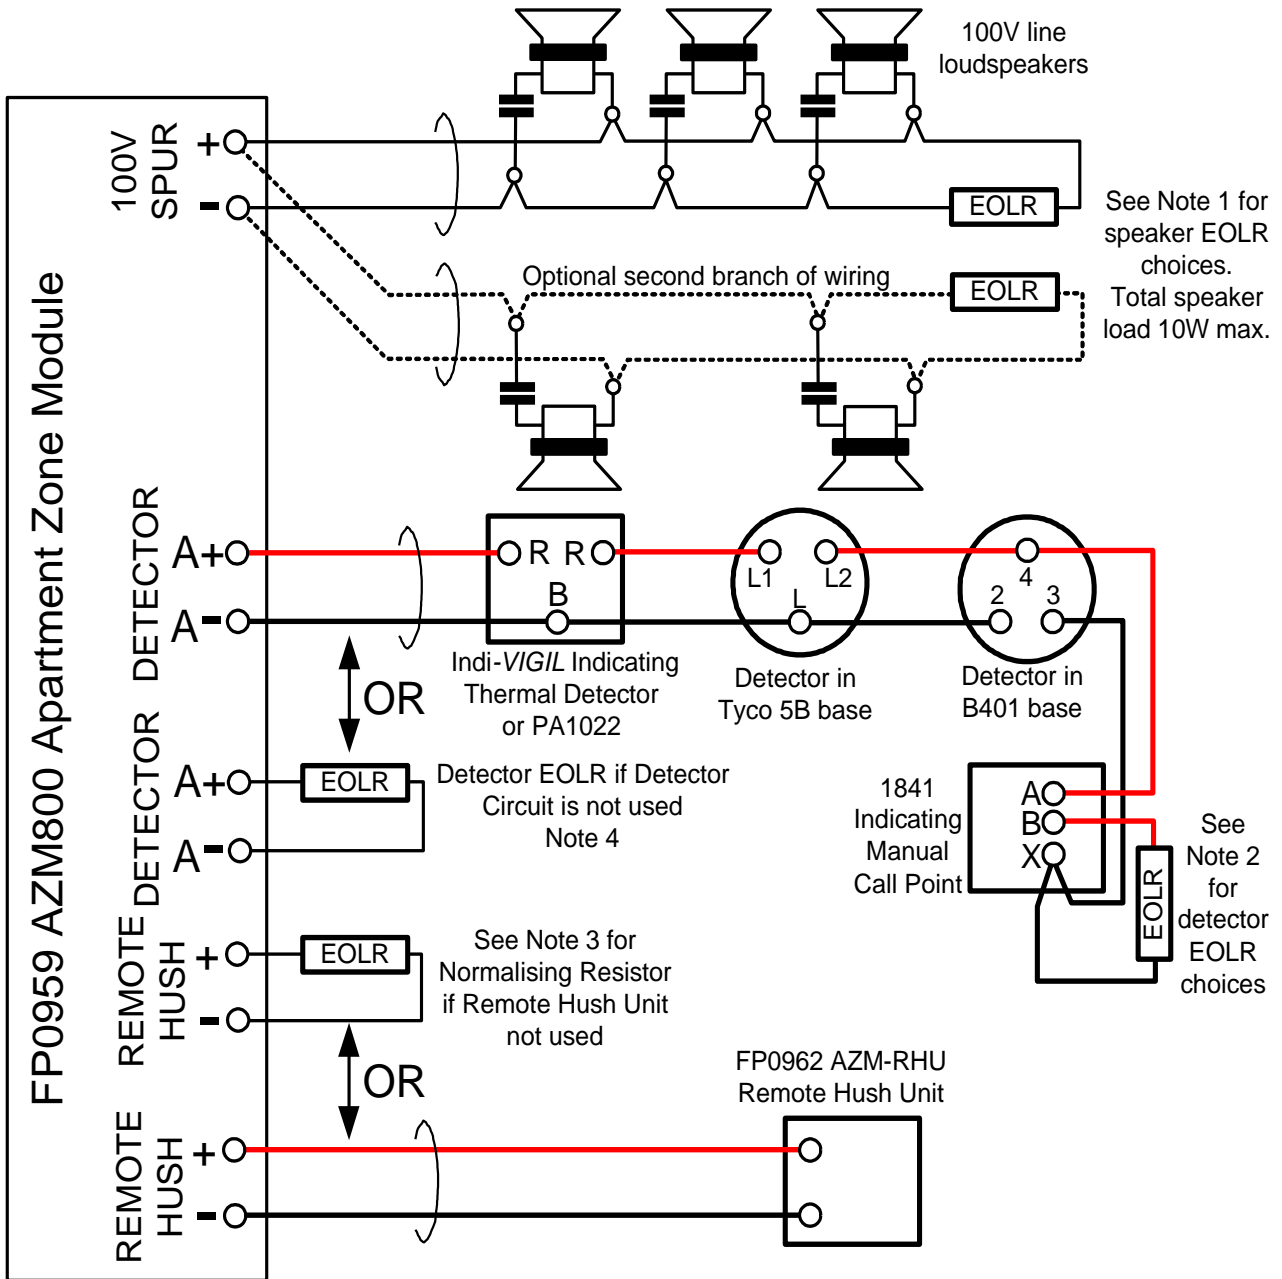 100V line
loudspeakers
100V
SPUR
+
-
EOLR
See Note 1 for
speaker EOLR
choices.
Total speaker
load 10W max.
Optional second branch of wiring
EOLR
FP0959 AZM800 Apartment Zone Module
DETECTOR
A+
A-
R R
B
L1 L2
L
4
2 3
Indi-VIGIL Indicating
Thermal Detector
or PA1022
Detector in
Tyco 5B base
Detector in
B401 base
OR
DETECTOR
A+
A-
EOLR
Detector EOLR if Detector
Circuit is not used
Note 4
1841
Indicating
Manual
Call Point
A
B
X
EOLR
See
Note 2
for
detector
EOLR
choices
REMOTE
HUSH
+
-
EOLR
See Note 3 for
Normalising Resistor
if Remote Hush Unit
not used
OR
FP0962 AZM-RHU
Remote Hush Unit
REMOTE
HUSH
+
-